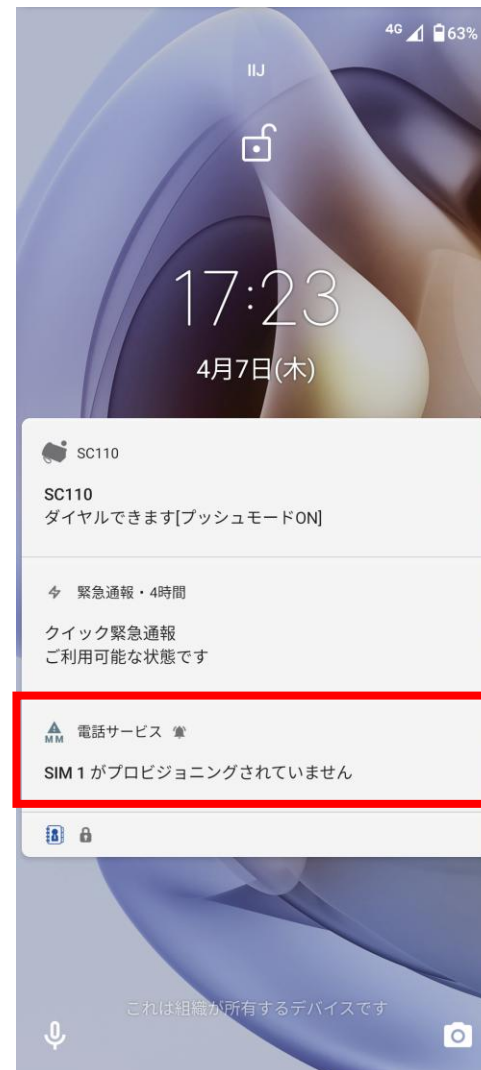 4G 63%
IIJ
17:23
4月7日(木)
SC110
SC110
ダイヤルできます[プッシュモードON]
緊急通報・4時間
クイック緊急通報
ご利用可能な状態です
MM 電話サービス
SIM 1 がプロビジョニングされていません
これは組織が所有するデバイスです